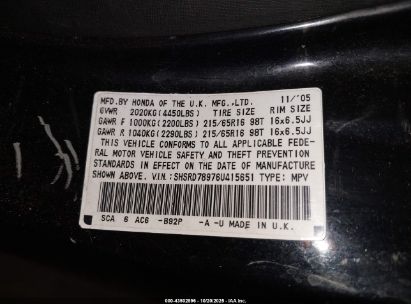 MFD.BY HONDA OF THE U.K. MFG.,LTD. 11/'05
GVWR 2020KG(4450LBS) TIRE SIZE RIM SIZE
GAWR F 1000KG(2200LBS) 215/65R16 98T 16x6.5JJ
GAWR R 1040KG(2290LBS) 215/65R16 98T 16x6.5JJ
THIS VEHICLE CONFORMS TO ALL APPLICABLE FEDE-
RAL MOTOR VEHICLE SAFETY AND THEFT PREVENTION
STANDARDS IN EFFECT ON THE DATE OF MANUFACTURE
SHOWN ABOVE. V.I.N.:SHSRD78976U415651 TYPE: MPV
SCA 6 AC6 -B92P -A -U MADE IN U.K.